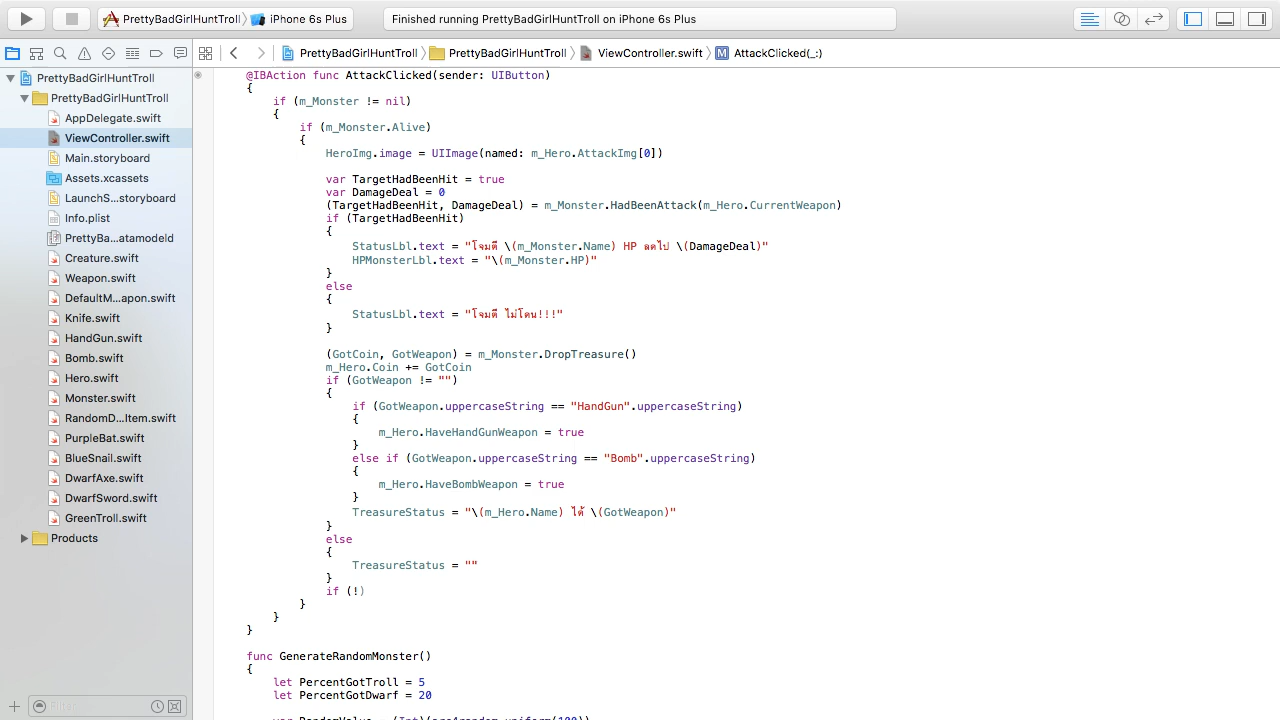 PrettyBadGirlHuntTroll iPhone 6s Plus Finished running PrettyBadGirlHuntTroll on iPhone 6s Plus
PrettyBadGirlHuntTroll PrettyBadGirlHuntTroll ViewController.swift M AttackClicked(_:)
PrettyBadGirlHuntTroll
PrettyBadGirlHuntTroll
AppDelegate.swift
ViewController.swift
Main.storyboard
Assets.xcassets
LaunchS...storyboard
Info.plist
PrettyBa...atamodeld
Creature.swift
Weapon.swift
DefaultM...apon.swift
Knife.swift
HandGun.swift
Bomb.swift
Hero.swift
Monster.swift
RandomD...Item.swift
PurpleBat.swift
BlueSnail.swift
DwarfAxe.swift
DwarfSword.swift
GreenTroll.swift
Products
@IBAction func AttackClicked(sender: UIButton)
{
if (m_Monster != nil)
{
if (m_Monster.Alive)
{
HeroImg.image = UIImage(named: m_Hero.AttackImg[0])
var TargetHadBeenHit = true
var DamageDeal = 0
(TargetHadBeenHit, DamageDeal) = m_Monster.HadBeenAttack(m_Hero.CurrentWeapon)
if (TargetHadBeenHit)
{
StatusLbl.text = "โจมตี \(m_Monster.Name) HP ลดไป \(DamageDeal)"
HPMonsterLbl.text = "\(m_Monster.HP)"
}
else
{
StatusLbl.text = "โจมตี ไม่โดน!!!"
}
(GotCoin, GotWeapon) = m_Monster.DropTreasure()
m_Hero.Coin += GotCoin
if (GotWeapon != "")
{
if (GotWeapon.uppercaseString == "HandGun".uppercaseString)
{
m_Hero.HaveHandGunWeapon = true
}
else if (GotWeapon.uppercaseString == "Bomb".uppercaseString)
{
m_Hero.HaveBombWeapon = true
}
TreasureStatus = "\(m_Hero.Name) ได้ \(GotWeapon)"
}
else
{
TreasureStatus = ""
}
if (!)
}
}
}
func GenerateRandomMonster()
{
let PercentGotTroll = 5
let PercentGotDwarf = 20